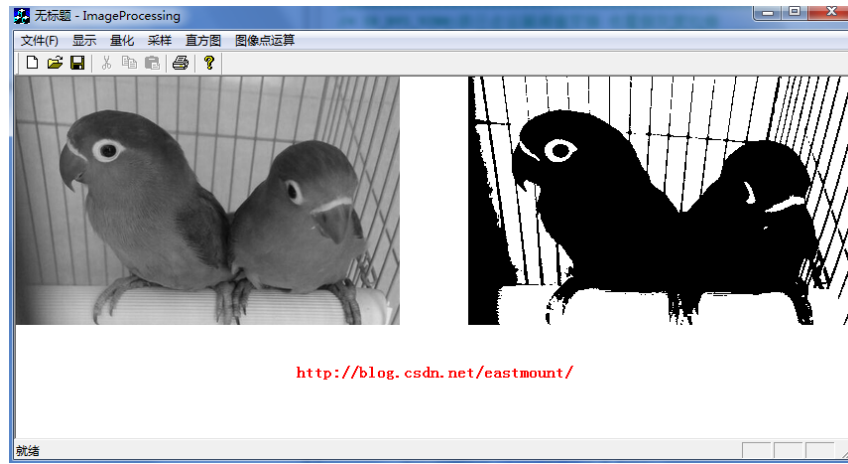 无标题 - ImageProcessing
文件(F) 显示 量化 采样 直方图 图像点运算
http://blog.csdn.net/eastmount/
就绪